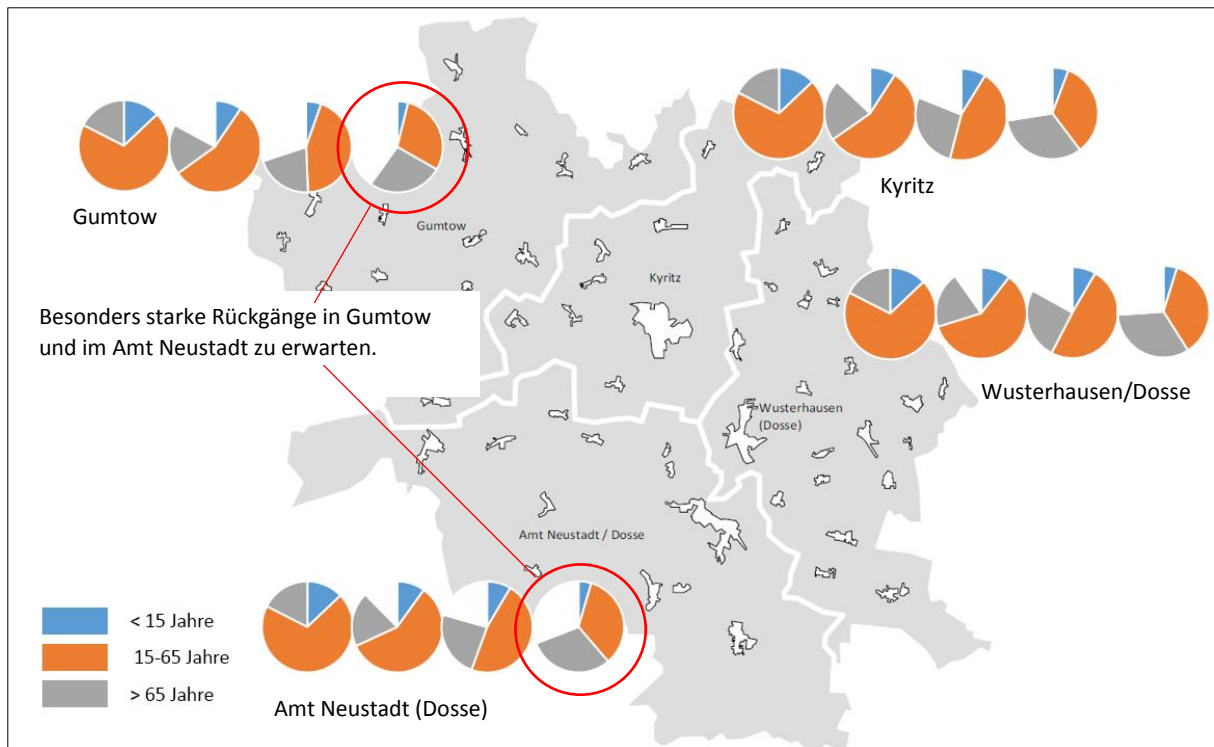 Gumtow
Kyritz
Gumtow
Kyritz
Besonders starke Rückgänge in Gumtow
und im Amt Neustadt zu erwarten.
Wusterhausen/Dosse
Wusterhausen
(Dosse)
Amt Neustadt / Dosse
< 15 Jahre
15-65 Jahre
> 65 Jahre
Amt Neustadt (Dosse)